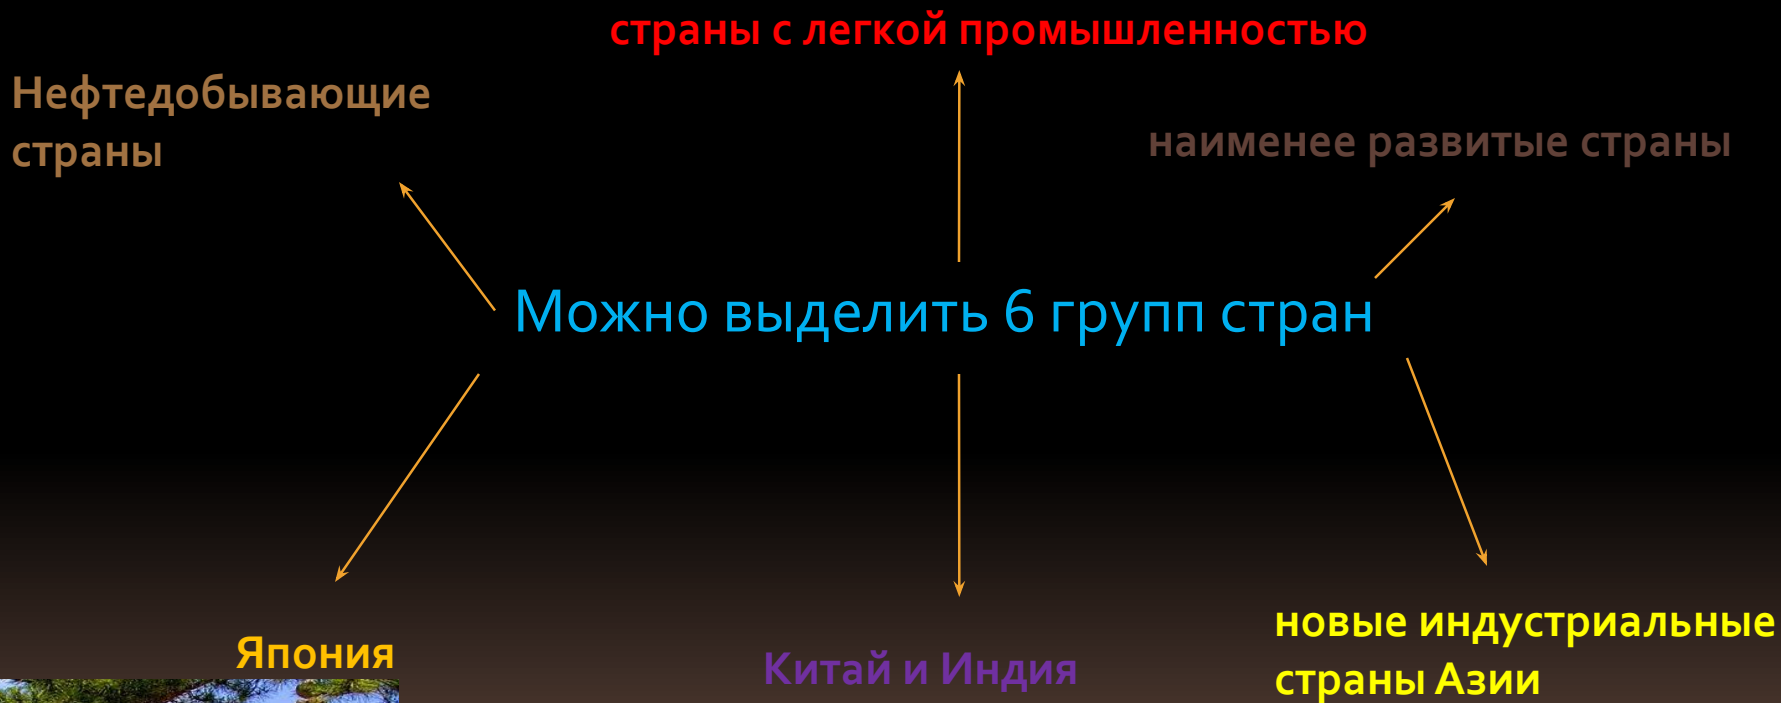 страны с легкой промышленностью
Нефтедобывающие
страны
наименее развитые страны
Можно выделить 6 групп стран
Япония
Китай и Индия
новые индустриальные
страны Азии